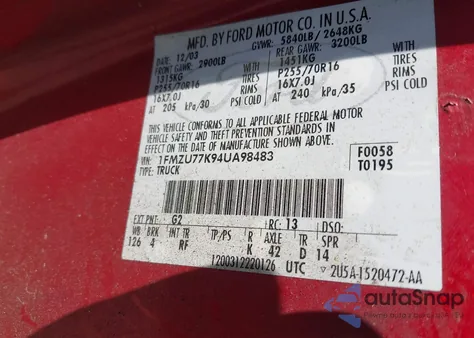 MFD. BY FORD MOTOR CO. IN U.S.A.
DATE: 12/03 GVWR: 5840LB/ 2648KG
FRONT GAWR: 2900LB REAR GAWR: 3200LB
1315KG WITH 1451KG WITH
P255/70R16 TIRES P255/70R16 TIRES
16X7.0J RIMS 16X7.0J RIMS
AT 205 kPa/30 PSI COLD AT 240 kPa/35 PSI COLD
THIS VEHICLE CONFORMS TO ALL APPLICABLE FEDERAL MOTOR
VEHICLE SAFETY AND THEFT PREVENTION STANDARDS IN
EFFECT ON THE DATE OF MANUFACTURE SHOWN ABOVE.
VIN: 1FMZU77K94UA98483 F0058
TYPE: TRUCK T0195
EXT PNT: G2 RC: 13 DSO:
WB BRK INT TR TP/PS R AXLE TR SPR
126 4 RF K 42 D 14
1200312220126 UTC 2U5A-1520472-AA
autoSnap